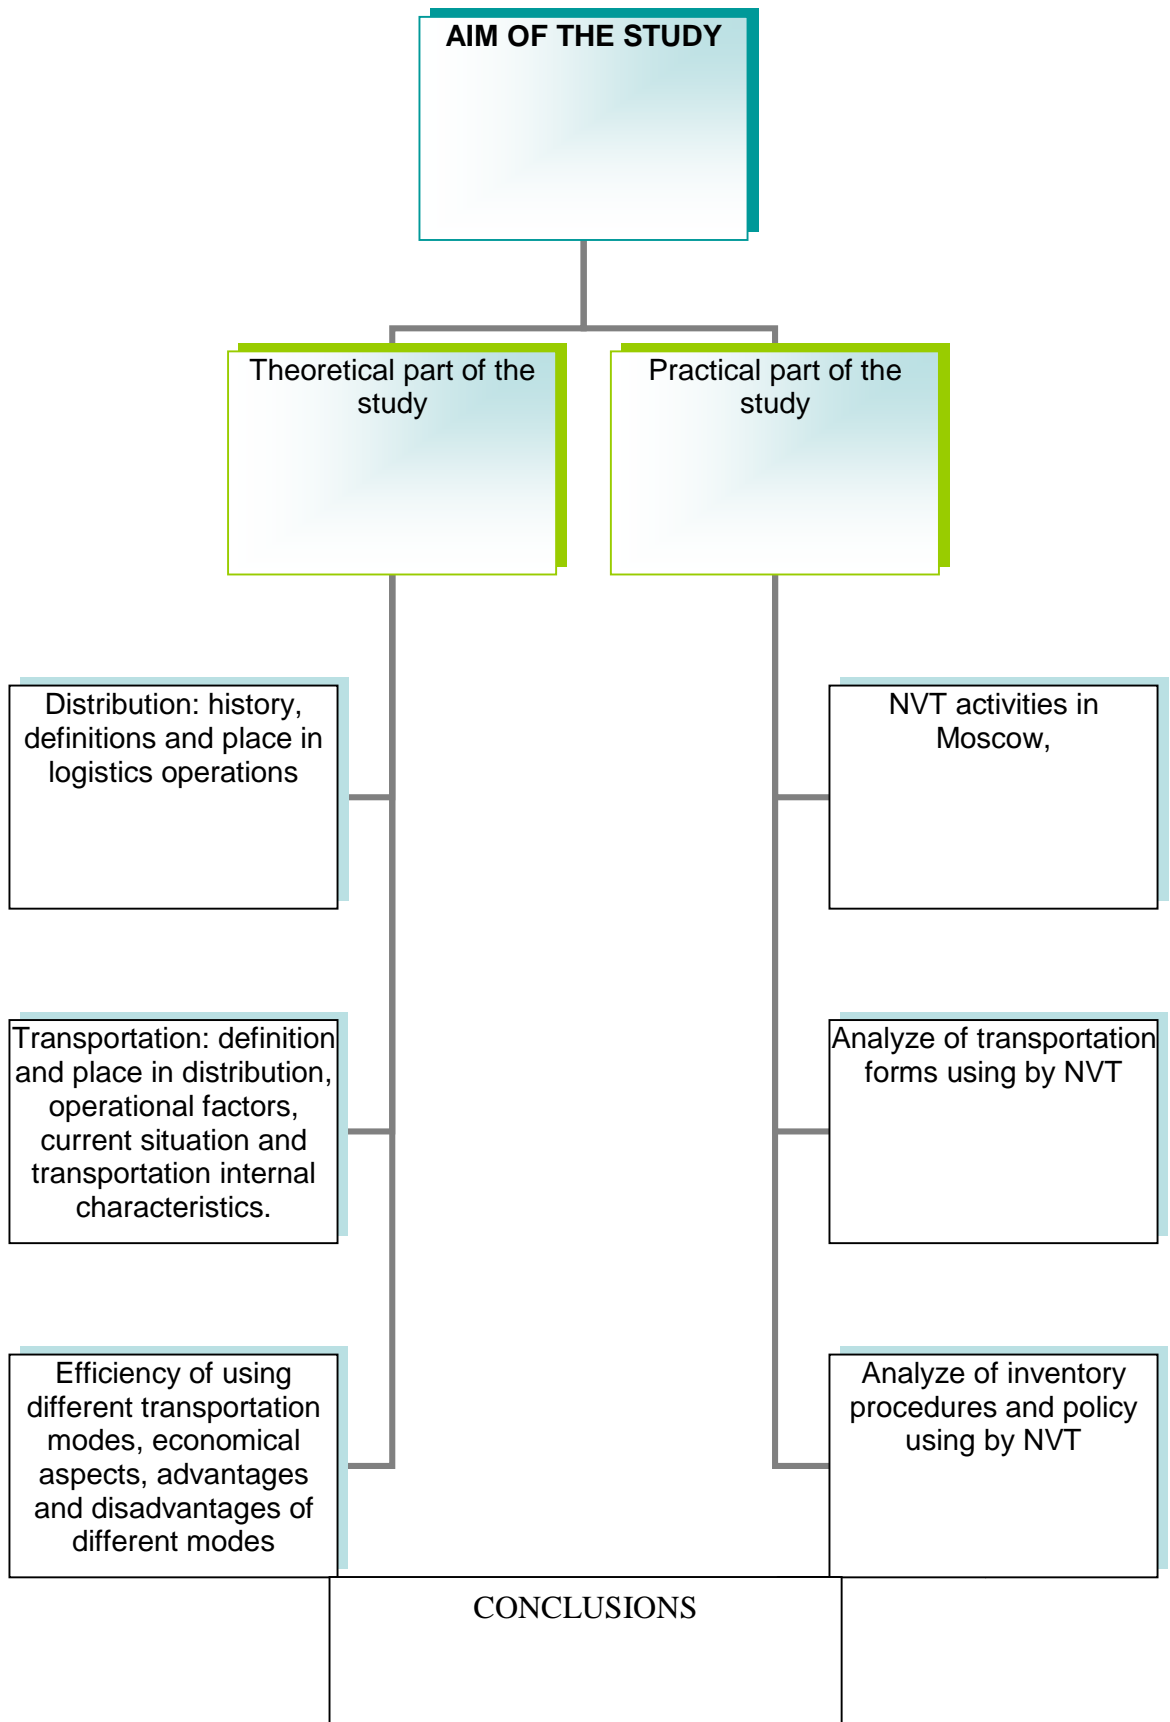 AIM OF THE STUDY
Theoretical part of the
study
Practical part of the
study
Distribution: history,
definitions and place in
logistics operations
NVT activities in
Moscow,
Transportation: definition
and place in distribution,
operational factors,
current situation and
transportation internal
characteristics.
Analyze of transportation
forms using by NVT
Efficiency of using
different transportation
modes, economical
aspects, advantages
and disadvantages of
different modes
Analyze of inventory
procedures and policy
using by NVT
CONCLUSIONS